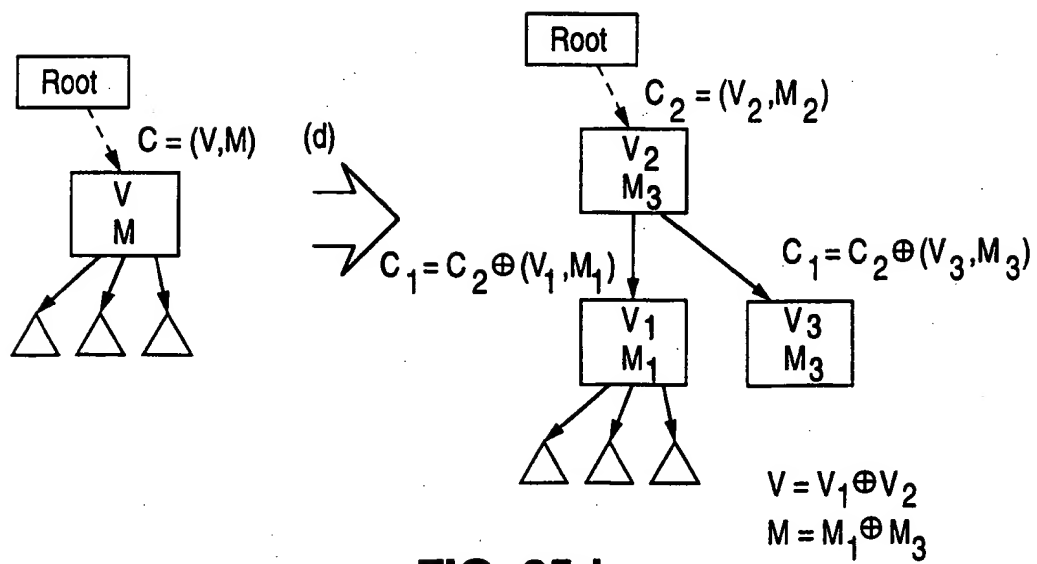 Root
C = (V,M)
V
M
(d)
Root
C₂ = (V₂,M₂)
V₂
M₃
C₁ = C₂ ⊕ (V₁,M₁)
C₁ = C₂ ⊕ (V₃,M₃)
V₁
M₁
V₃
M₃
V = V₁ ⊕ V₂
M = M₁ ⊕ M₃